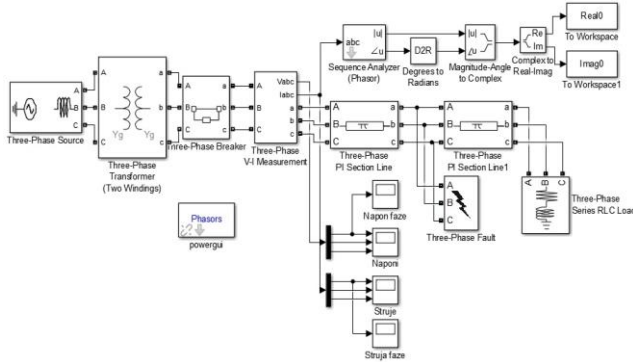 Real0
To Workspace
Imag0
To Workspace1
abc
|u|
∠u
Sequence Analyzer
(Phasor)
D2R
Degrees to
Radians
|u|
∠u
Magnitude-Angle
to Complex
Re
Im
Complex to
Real-Imag
A
B
C
Three-Phase Source
A
B
C
a
b
c
Yg
Yg
Three-Phase
Transformer
(Two Windings)
A
B
C
a
b
c
Three-Phase Breaker
A
B
C
Vabc
Iabc
a
b
c
Three-Phase
V-I Measurement
A
B
C
a
b
c
Three-Phase
PI Section Line
A
B
C
a
b
c
Three-Phase
PI Section Line1
A
B
C
Three-Phase Fault
A
B
C
Three-Phase
Series RLC Load
Phasors
powergui
Napon faze
Naponi
Struje
Struja faze